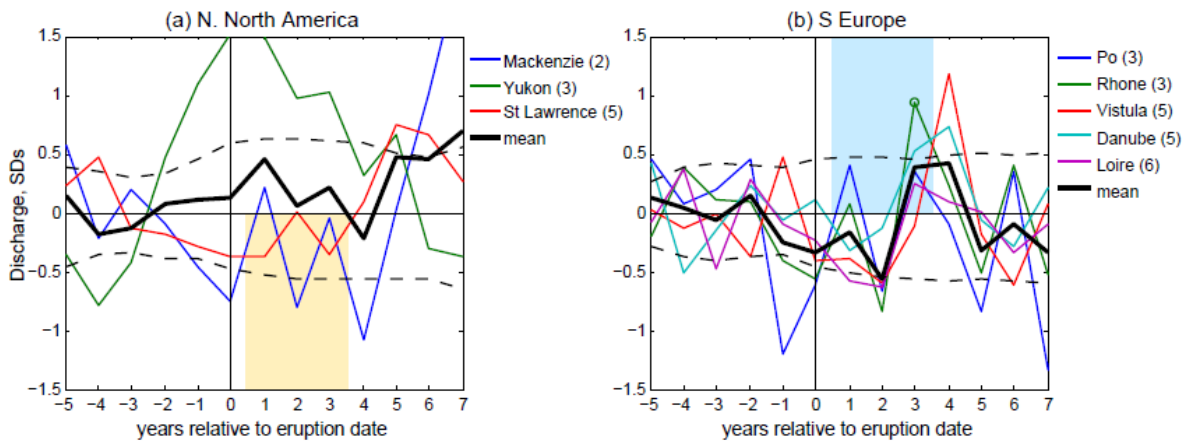 (a) N. North America
1.5
1
0.5
0
−0.5
−1
−1.5
Discharge, SDs
−5 −4 −3 −2 −1 0 1 2 3 4 5 6 7
years relative to eruption date
Mackenzie (2)
Yukon (3)
St Lawrence (5)
mean
(b) S Europe
1.5
1
0.5
0
−0.5
−1
−1.5
−5 −4 −3 −2 −1 0 1 2 3 4 5 6 7
years relative to eruption date
Po (3)
Rhone (3)
Vistula (5)
Danube (5)
Loire (6)
mean